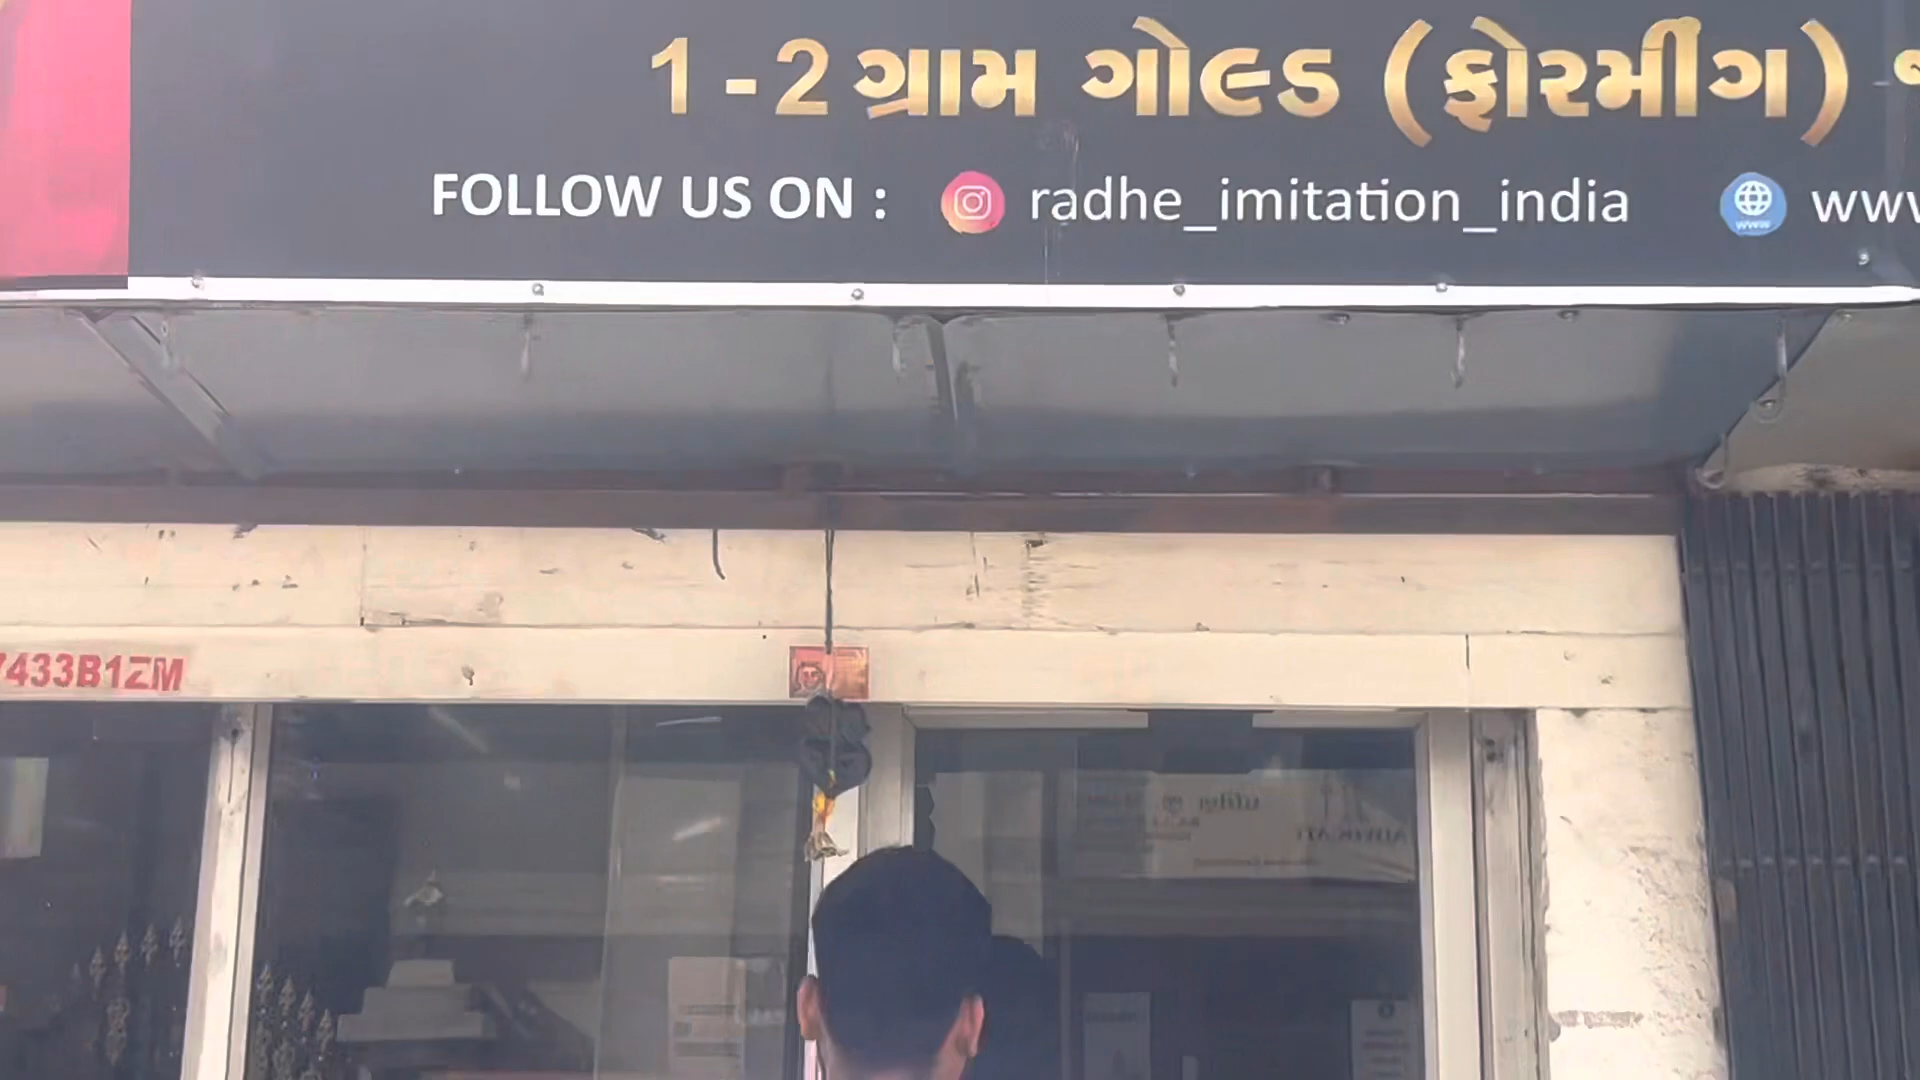 1-2 ગ્રામ ગોલ્ડ (ફોરમીંગ)
FOLLOW US ON : radhe_imitation_india
7433B1ZM